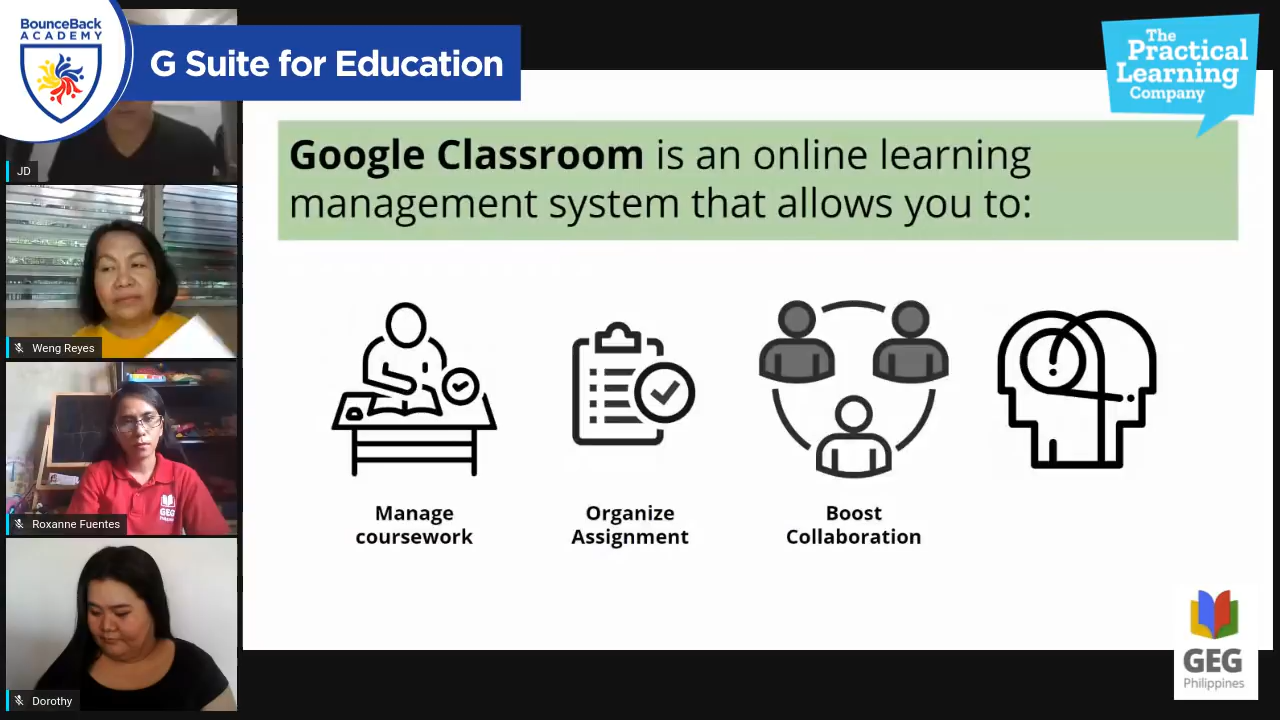 BounceBack
ACADEMY
G Suite for Education
The
Practical
Learning
Company
Google Classroom is an online learning
management system that allows you to:
JD
Weng Reyes
Roxanne Fuentes
GEG
Dorothy
Manage
coursework
Organize
Assignment
Boost
Collaboration
GEG
Philippines